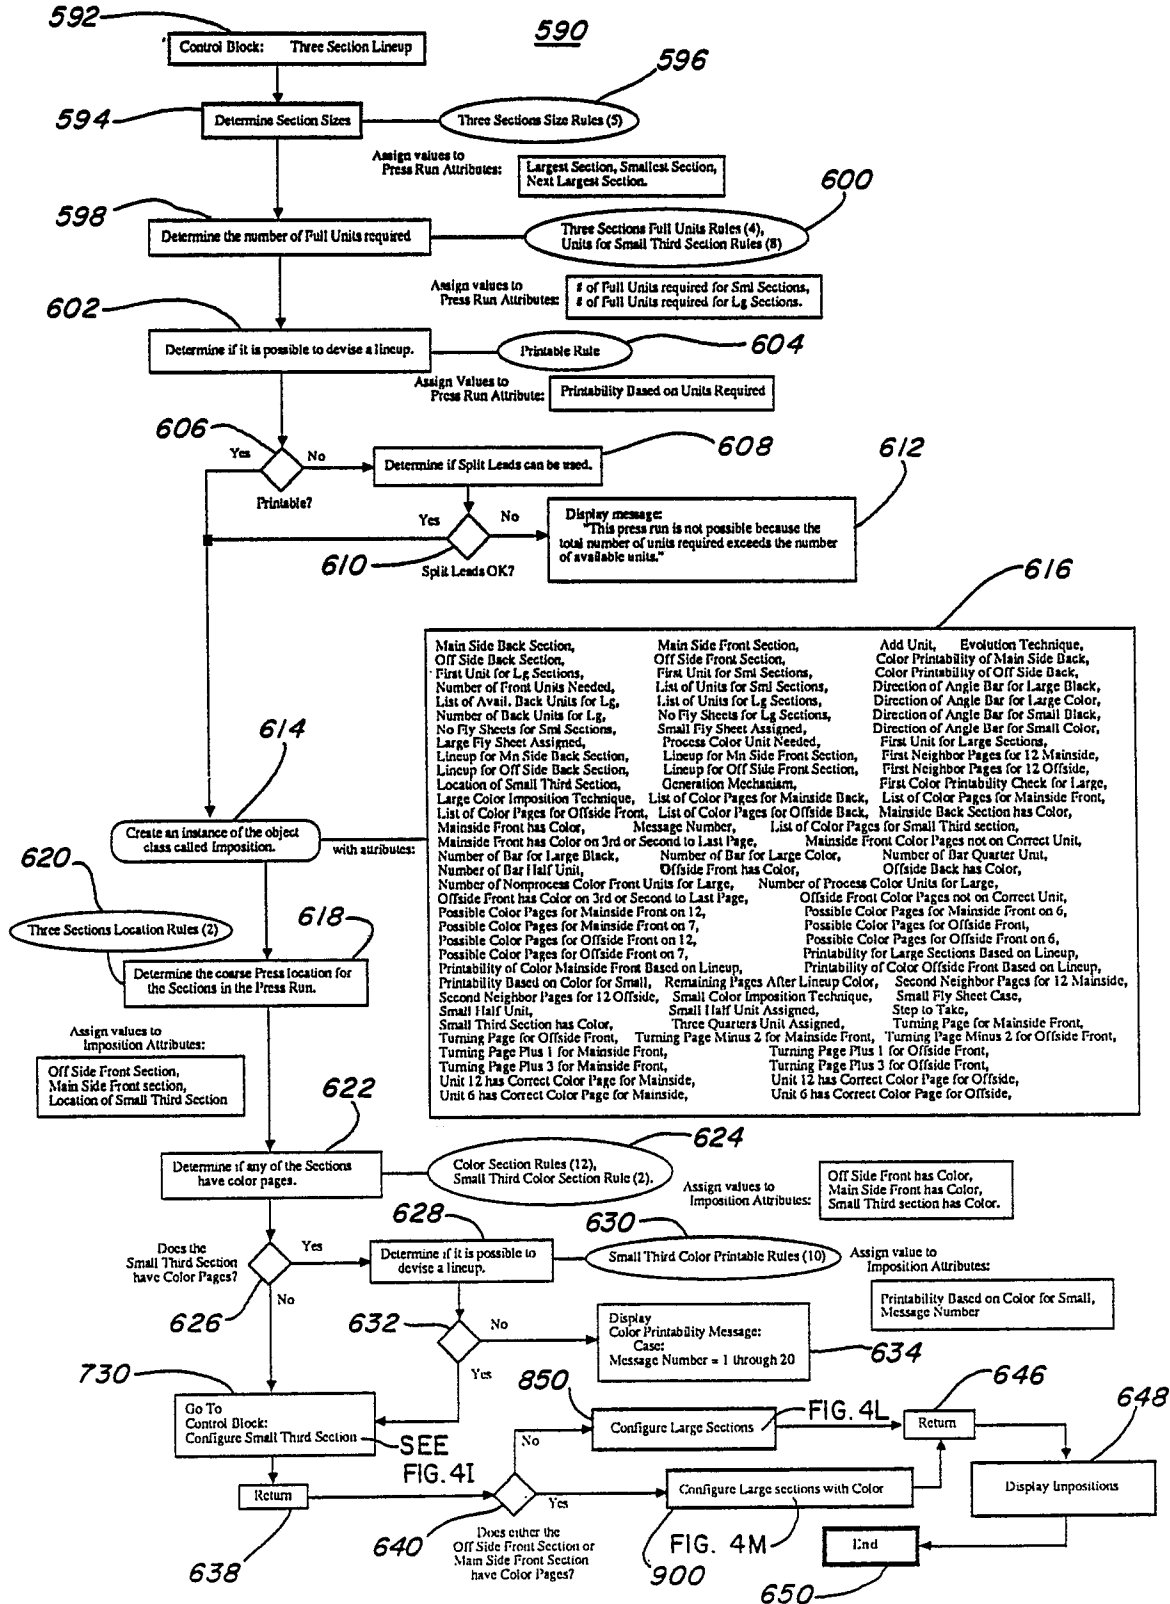 592
590
Control Block: Three Section Lineup
596
594
Determine Section Sizes
Three Sections Size Rules (5)
Assign values to
Press Run Attributes:
Largest Section, Smallest Section,
Next Largest Section.
600
598
Determine the number of Full Units required
Three Sections Full Units Rules (4),
Units for Small Third Section Rules (8)
Assign values to
Press Run Attributes:
# of Full Units required for Sml Sections,
# of Full Units required for Lg Sections.
602
Determine if it is possible to devise a lineup.
Printable Rule
604
Assign Values to
Press Run Attribute:
Printability Based on Units Required
606
Yes
No
Printable?
608
Determine if Split Leads can be used.
612
Yes
No
610
Split Leads OK?
Display message:
"This press run is not possible because the
total number of units required exceeds the number
of available units."
616
Main Side Back Section, Main Side Front Section, Add Unit, Evolution Technique,
Off Side Back Section, Off Side Front Section, Color Printability of Main Side Back,
First Unit for Lg Sections, First Unit for Sml Sections, Color Printability of Off Side Back,
Number of Front Units Needed, List of Units for Sml Sections, Direction of Angle Bar for Large Black,
List of Avail. Back Units for Lg, List of Units for Lg Sections, Direction of Angle Bar for Large Color,
Number of Back Units for Lg, No Fly Sheets for Lg Sections, Direction of Angle Bar for Small Black,
No Fly Sheets for Sml Sections, Small Fly Sheet Assigned, Direction of Angle Bar for Small Color,
Large Fly Sheet Assigned, Process Color Unit Needed, First Unit for Large Sections,
Lineup for Mn Side Back Section, Lineup for Mn Side Front Section, First Neighbor Pages for 12 Mainside,
Lineup for Off Side Back Section, Lineup for Off Side Front Section, First Neighbor Pages for 12 Offside,
Location of Small Third Section, Generation Mechanism, First Color Printability Check for Large,
Large Color Imposition Technique, List of Color Pages for Mainside Back, List of Color Pages for Mainside Front,
List of Color Pages for Offside Front, List of Color Pages for Offside Back, Mainside Back Section has Color,
Mainside Front has Color, Message Number, List of Color Pages for Small Third section,
Mainside Front has Color on 3rd or Second to Last Page, Mainside Front Color Pages not on Correct Unit,
Number of Bar for Large Black, Number of Bar for Large Color, Number of Bar Quarter Unit,
Number of Bar Half Unit, Offside Front has Color, Offside Back has Color,
Number of Nonprocess Color Front Units for Large, Number of Process Color Units for Large,
Offside Front has Color on 3rd or Second to Last Page, Offside Front Color Pages not on Correct Unit,
Possible Color Pages for Mainside Front on 12, Possible Color Pages for Mainside Front on 6,
Possible Color Pages for Mainside Front on 7, Possible Color Pages for Offside Front,
Possible Color Pages for Offside Front on 12, Possible Color Pages for Offside Front on 6,
Possible Color Pages for Offside Front on 7, Printability for Large Sections Based on Lineup,
Printability of Color Mainside Front Based on Lineup, Printability of Color Offside Front Based on Lineup,
Printability Based on Color for Small, Remaining Pages After Lineup Color, Second Neighbor Pages for 12 Mainside,
Second Neighbor Pages for 12 Offside, Small Color Imposition Technique, Small Fly Sheet Case,
Small Half Unit, Small Half Unit Assigned, Step to Take,
Small Third Section has Color, Three Quarters Unit Assigned, Turning Page for Mainside Front,
Turning Page for Offside Front, Turning Page Minus 2 for Mainside Front, Turning Page Minus 2 for Offside Front,
Turning Page Plus 1 for Mainside Front, Turning Page Plus 1 for Offside Front,
Turning Page Plus 3 for Mainside Front, Turning Page Plus 3 for Offside Front,
Unit 12 has Correct Color Page for Mainside, Unit 12 has Correct Color Page for Offside,
Unit 6 has Correct Color Page for Mainside, Unit 6 has Correct Color Page for Offside,
614
Create an instance of the object
class called Imposition.
with attributes:
620
618
Three Sections Location Rules (2)
Determine the coarse Press location for
the Sections in the Press Run.
Assign values to
Imposition Attributes:
Off Side Front Section,
Main Side Front section,
Location of Small Third Section
622
624
Determine if any of the Sections
have color pages.
Color Section Rules (12),
Small Third Color Section Rule (2).
Assign values to
Imposition Attributes:
Off Side Front has Color,
Main Side Front has Color,
Small Third section has Color.
628
630
Does the
Small Third Section
have Color Pages?
Yes
No
626
Determine if it is possible to
devise a lineup.
Small Third Color Printable Rules (10)
Assign value to
Imposition Attributes:
Printability Based on Color for Small,
Message Number
632
No
Yes
Display
Color Printability Message:
Case:
Message Number = 1 through 20
634
730
Go To
Control Block:
Configure Small Third Section
SEE
FIG. 4I
850
Configure Large Sections
FIG. 4L
646
Return
648
No
Return
638
Yes
640
Does either the
Off Side Front Section or
Main Side Front Section
have Color Pages?
Configure Large sections with Color
FIG. 4M
900
Display Impositions
End
650